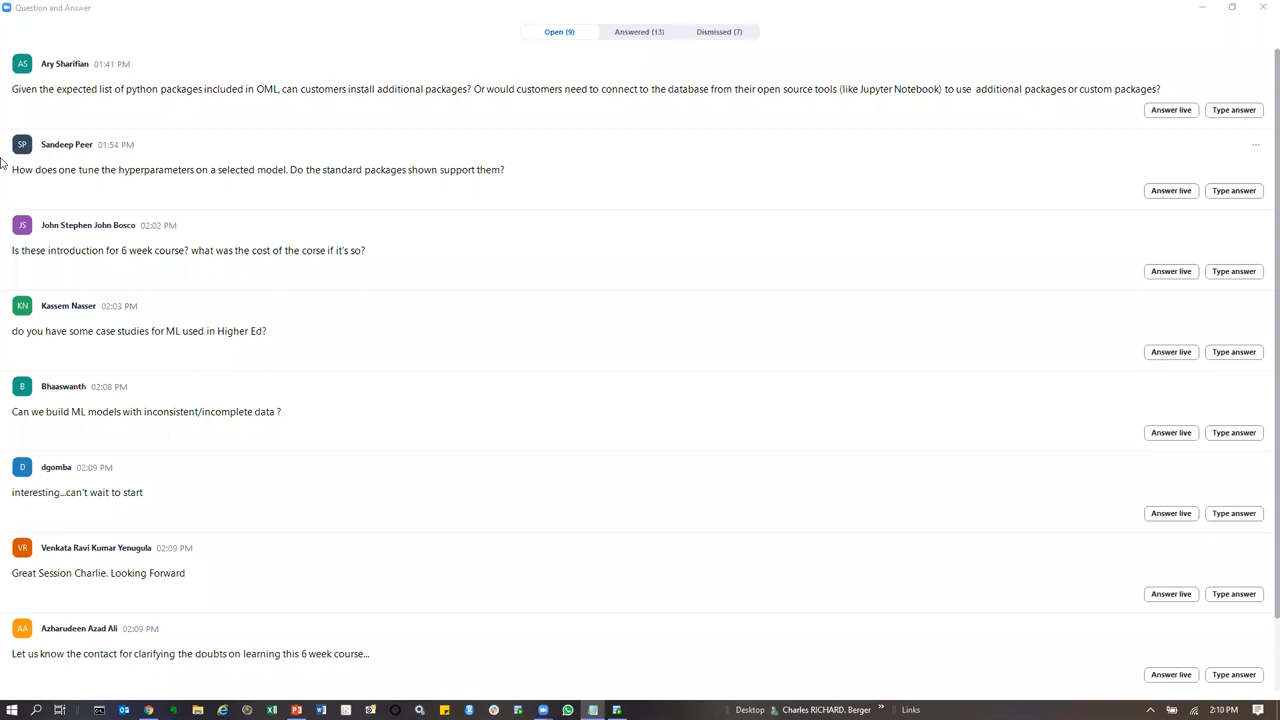 Question and Answer
Open (9) Answered (13) Dismissed (7)
AS Ary Sharifian 01:41 PM
Given the expected list of python packages included in OML, can customers install additional packages? Or would customers need to connect to the database from their open source tools (like Jupyter Notebook) to use additional packages or custom packages?
Answer live Type answer
SP Sandeep Peer 01:54 PM
How does one tune the hyperparameters on a selected model. Do the standard packages shown support them?
Answer live Type answer
JS John Stephen John Bosco 02:02 PM
Is these introduction for 6 week course? what was the cost of the corse if it's so?
Answer live Type answer
KN Kassem Nasser 02:03 PM
do you have some case studies for ML used in Higher Ed?
Answer live Type answer
B Bhaaswanth 02:08 PM
Can we build ML models with inconsistent/incomplete data ?
Answer live Type answer
D dgomba 02:09 PM
interesting...can't wait to start
Answer live Type answer
VR Venkata Ravi Kumar Yenugula 02:09 PM
Great Session Charlie. Looking Forward
Answer live Type answer
AA Azharudeen Azad Ali 02:09 PM
Let us know the contact for clarifying the doubts on learning this 6 week course...
Answer live Type answer
Desktop Charles RICHARD. Berger Links 2:10 PM